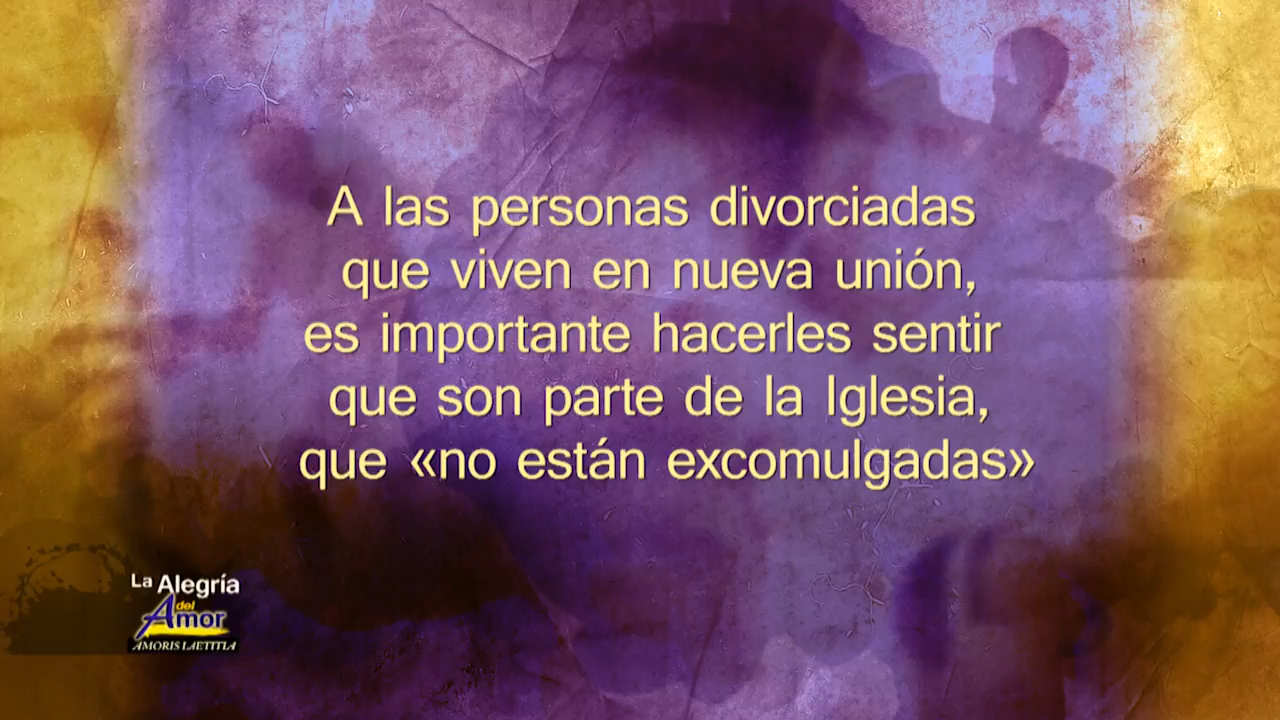 A las personas divorciadas
que viven en nueva unión,
es importante hacerles sentir
que son parte de la Iglesia,
que «no están excomulgadas»
La Alegría
del
Amor
AMORIS LAETITIA